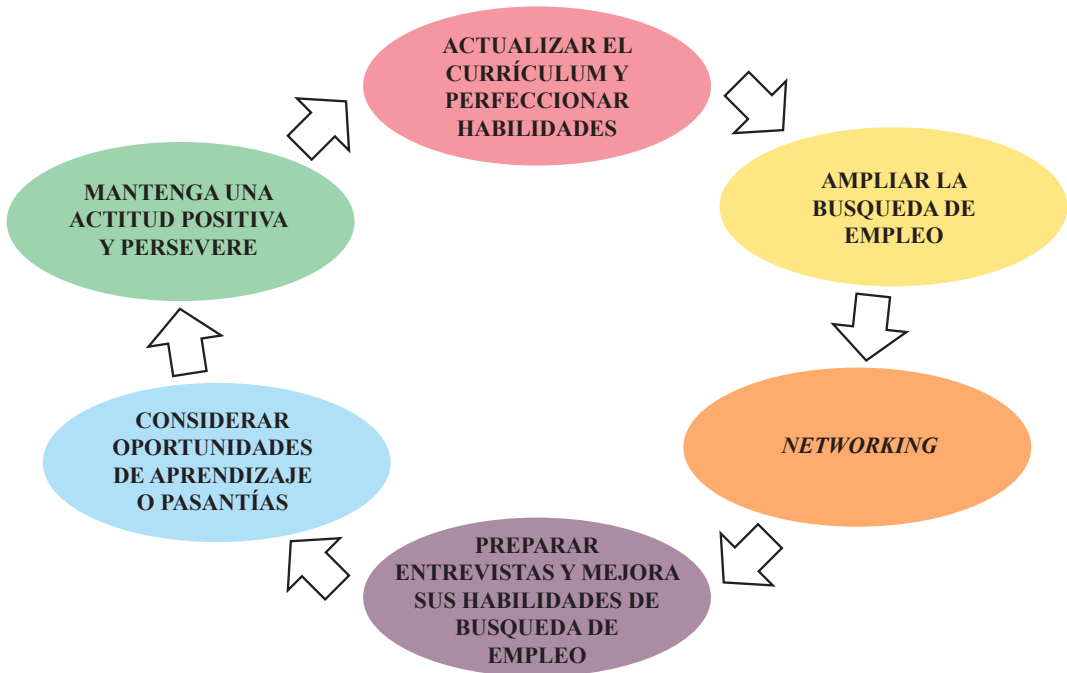 ACTUALIZAR EL
CURRÍCULUM Y
PERFECCIONAR
HABILIDADES
AMPLIAR LA
BUSQUEDA DE
EMPLEO
NETWORKING
PREPARAR
ENTREVISTAS Y MEJORA
SUS HABILIDADES DE
BUSQUEDA DE
EMPLEO
CONSIDERAR
OPORTUNIDADES
DE APRENDIZAJE
O PASANTÍAS
MANTENGA UNA
ACTITUD POSITIVA
Y PERSEVERE